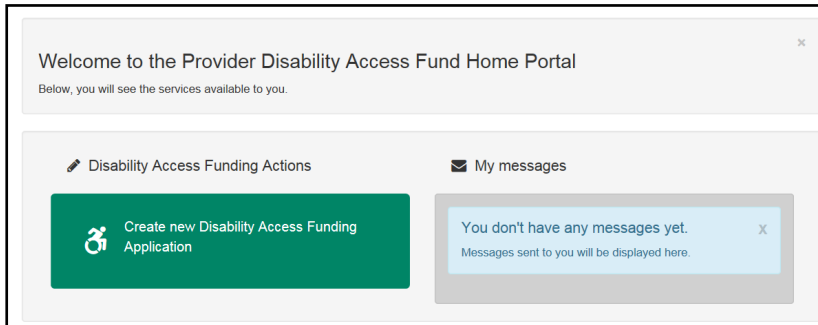 Welcome to the Provider Disability Access Fund Home Portal
x
Below, you will see the services available to you.
Disability Access Funding Actions
Create new Disability Access Funding
Application
My messages
You don't have any messages yet.
x
Messages sent to you will be displayed here.